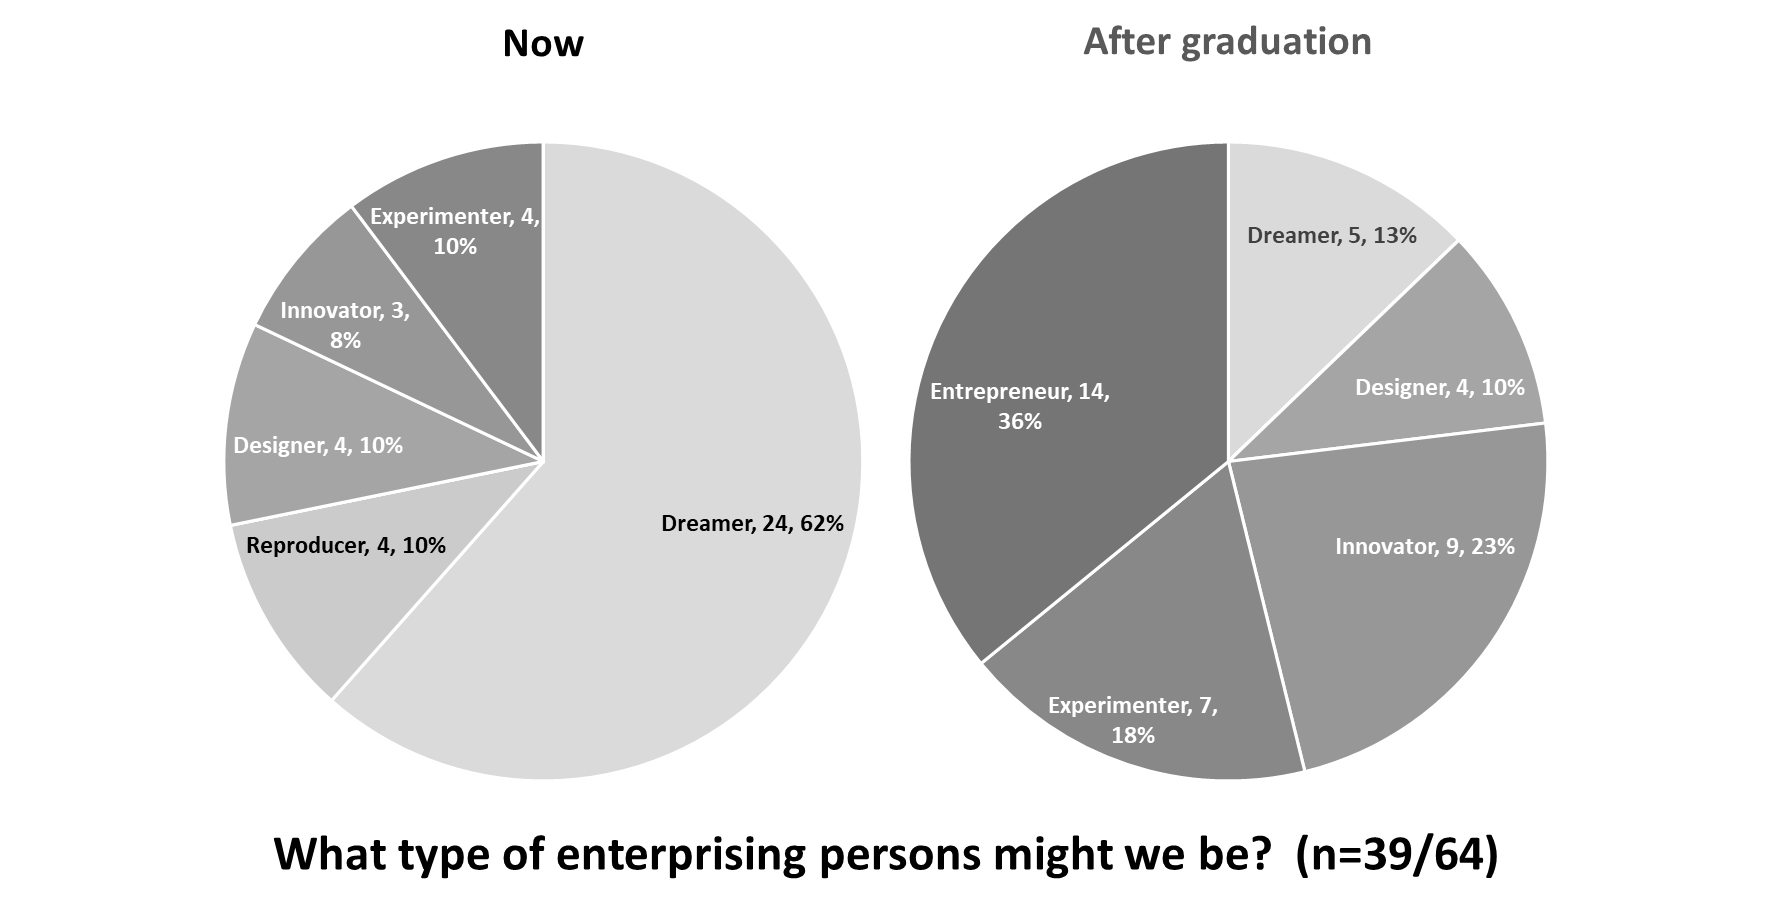 Now
Experimenter, 4,
10%
Innovator, 3,
8%
Designer, 4, 10%
Reproducer, 4, 10%
Dreamer, 24, 62%
After graduation
Dreamer, 5, 13%
Designer, 4, 10%
Entrepreneur, 14,
36%
Innovator, 9, 23%
Experimenter, 7,
18%
What type of enterprising persons might we be?  (n=39/64)